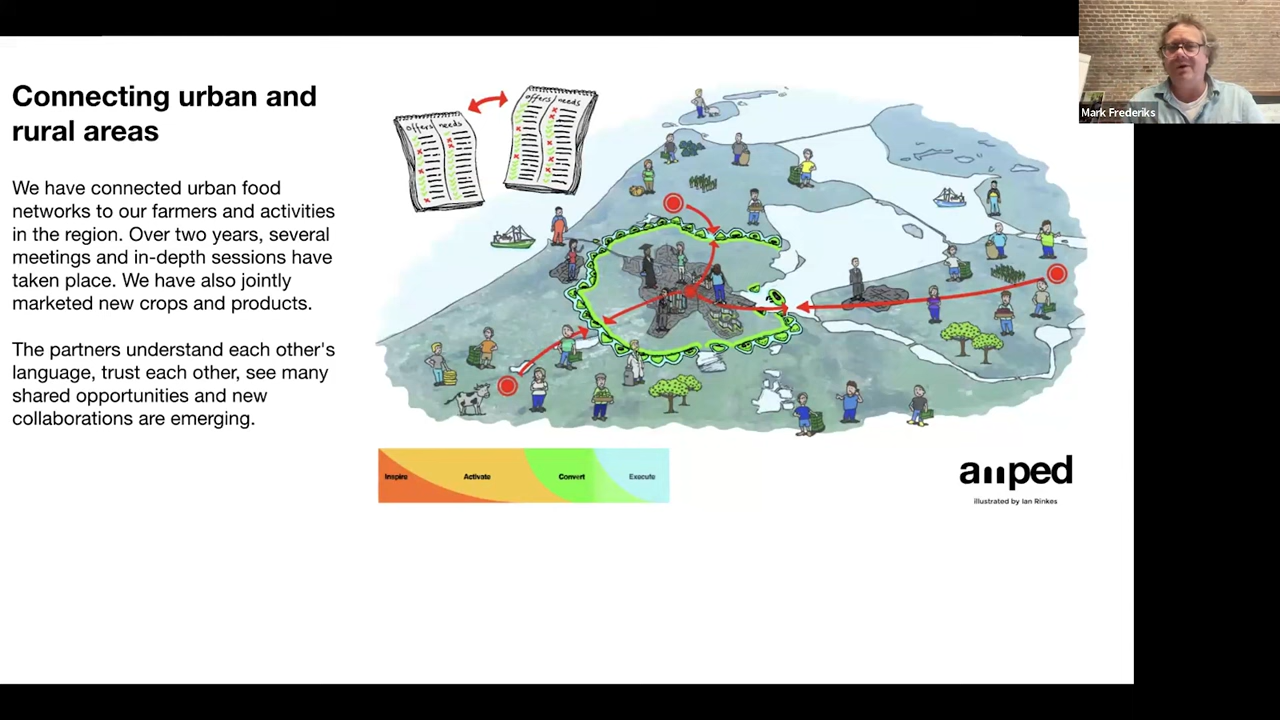 Connecting urban and
rural areas
We have connected urban food
networks to our farmers and activities
in the region. Over two years, several
meetings and in-depth sessions have
taken place. We have also jointly
marketed new crops and products.
The partners understand each other's
language, trust each other, see many
shared opportunities and new
collaborations are emerging.
offers needs
offers/needs
Inspire Activate Convert Execute
amped
illustrated by Ian Rinkes
Mark Frederiks